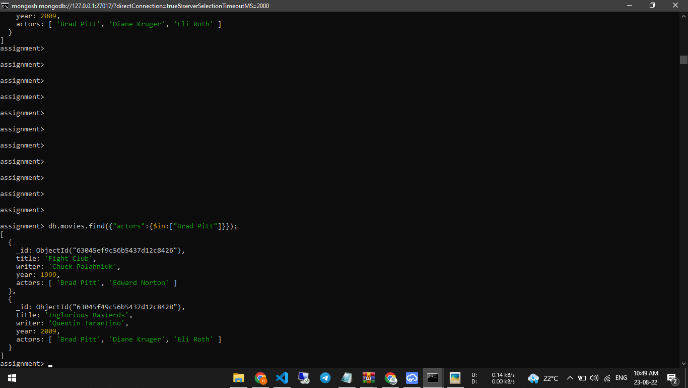 mongosh mongodb://127.0.0.1:27017/?directConnection=true&serverSelectionTimeoutMS=2000
year: 2009,
actors: [ 'Brad Pitt', 'Diane Kruger', 'Eli Roth' ]
}
]
assignment>
assignment>
assignment>
assignment>
assignment>
assignment>
assignment>
assignment>
assignment>
assignment>
assignment>
assignment> db.movies.find({"actors":{$in:["Brad Pitt"]}});
[
{
_id: ObjectId("63045ef9c56b5437d12c8426"),
title: 'Fight Club',
writer: 'Chuck Palahniuk',
year: 1999,
actors: [ 'Brad Pitt', 'Edward Norton' ]
},
{
_id: ObjectId("63045f49c56b5437d12c8428"),
title: 'Inglorious Basterds',
writer: 'Quentin Tarantino',
year: 2009,
actors: [ 'Brad Pitt', 'Diane Kruger', 'Eli Roth' ]
}
]
assignment>
U: 0.14 kB/s
D: 0.00 kB/s
22°C
ENG
10:49 AM
23-08-22